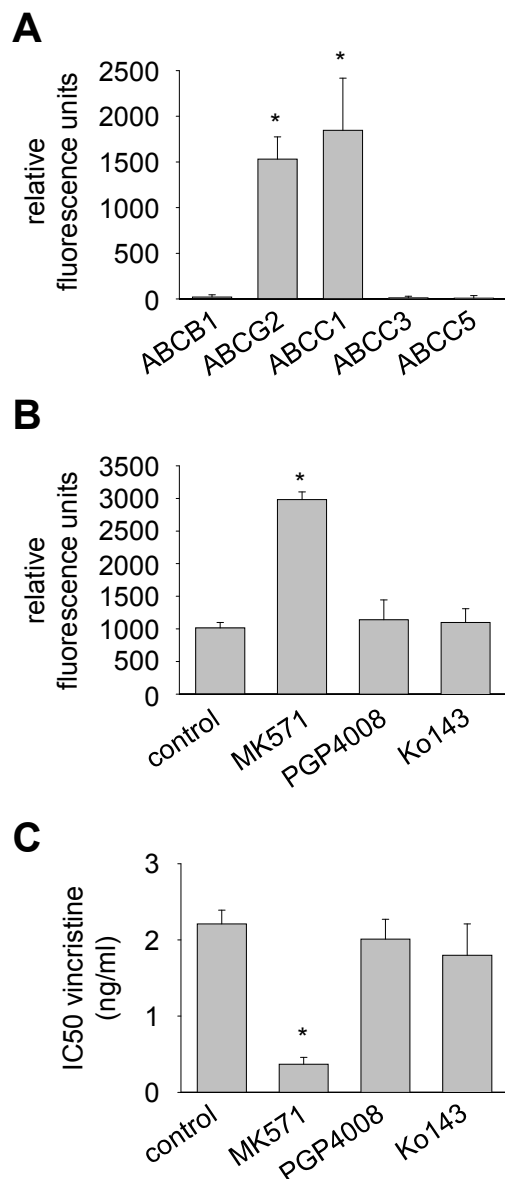 A
relative
fluorescence units
2500
2000
1500
1000
500
0
*
*
ABCB1
ABCG2
ABCC1
ABCC3
ABCC5
B
relative
fluorescence units
3500
3000
2500
2000
1500
1000
500
0
*
control
MK571
PGP4008
Ko143
C
IC50 vincristine
(ng/ml)
3
2
1
0
*
control
MK571
PGP4008
Ko143